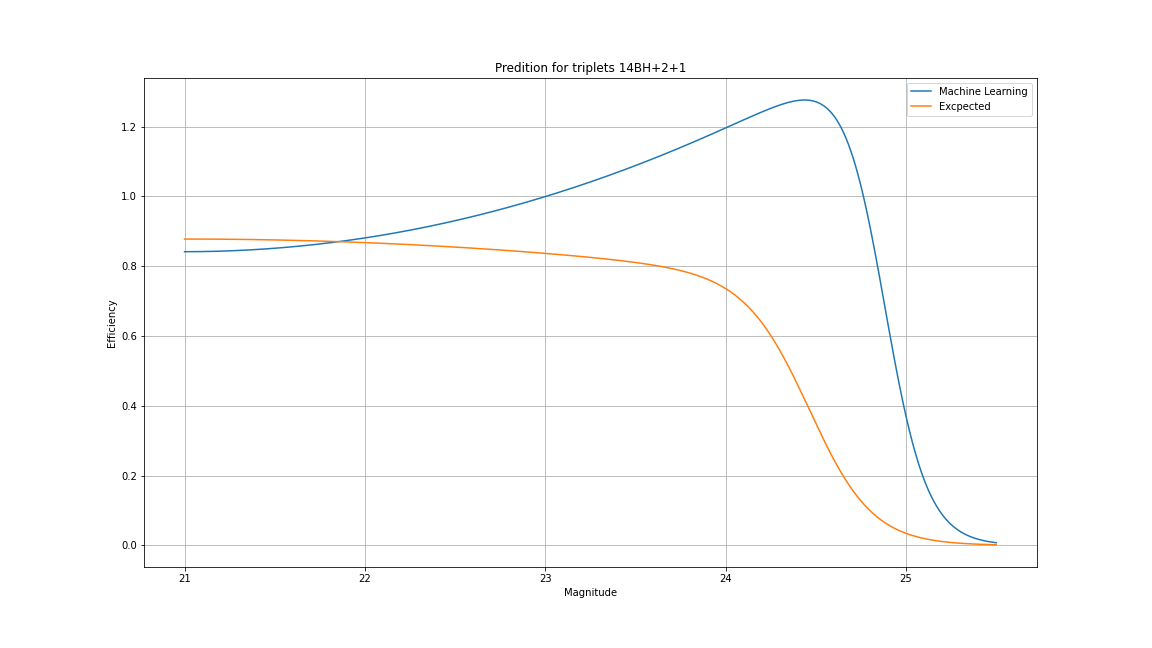 Predition for triplets 14BH+2+1
Machine Learning
Excpected
1.2
1.0
0.8
0.6
0.4
0.2
0.0
Efficiency
21 22 23 24 25
Magnitude